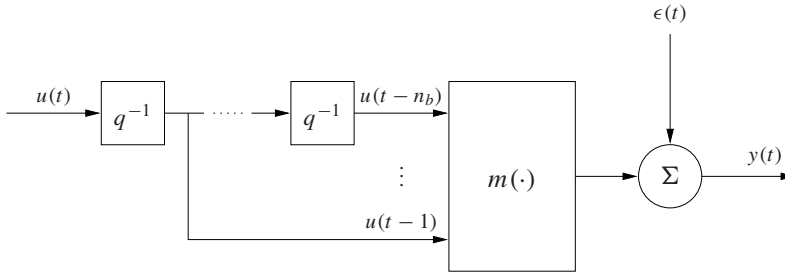 ϵ(t)
u(t)
q⁻¹
.....
q⁻¹
u(t − n_b)
⋮
m(·)
Σ
y(t)
u(t − 1)